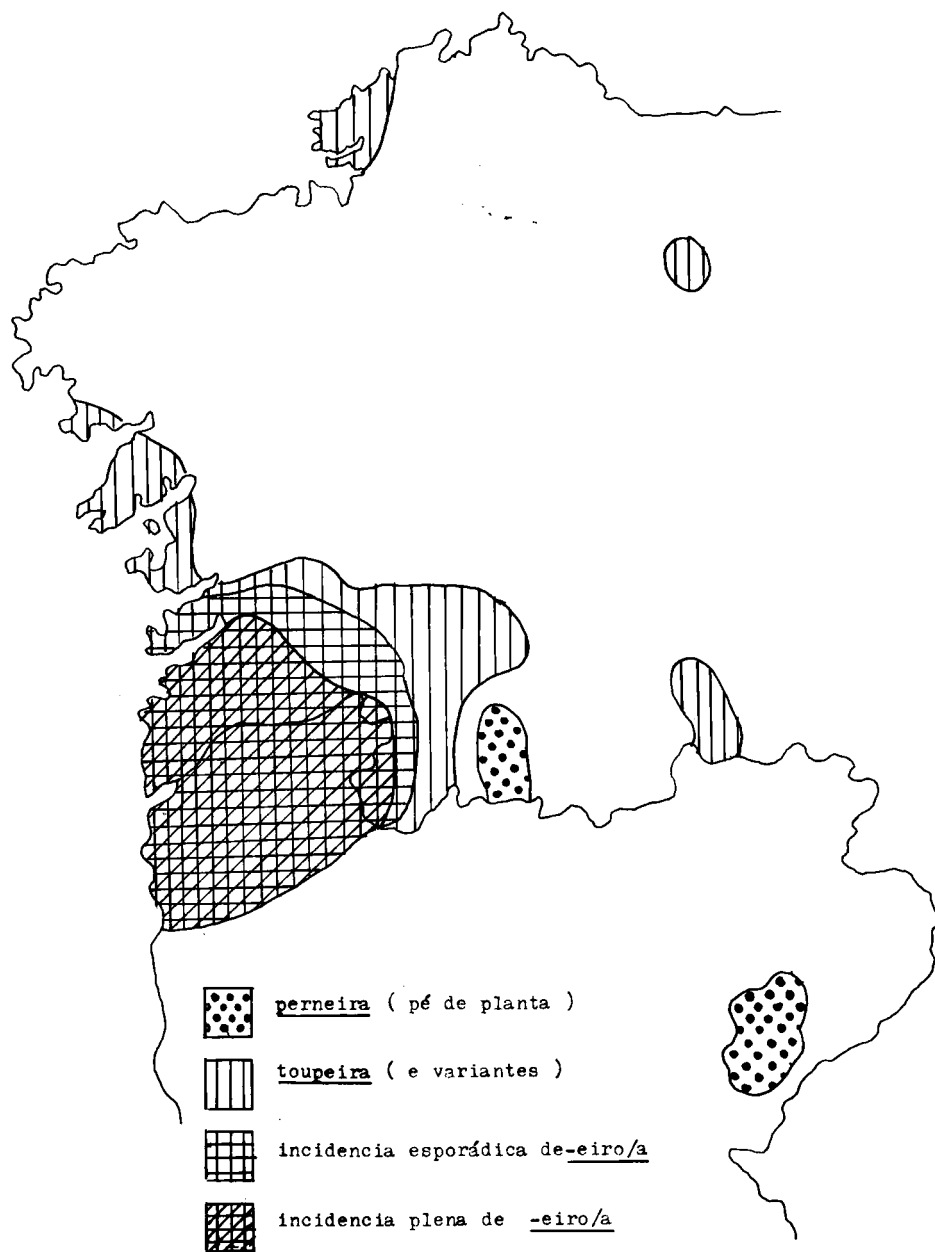 perneira ( pé de planta )
toupeira ( e variantes )
incidencia esporádica de -eiro/a
incidencia plena de -eiro/a